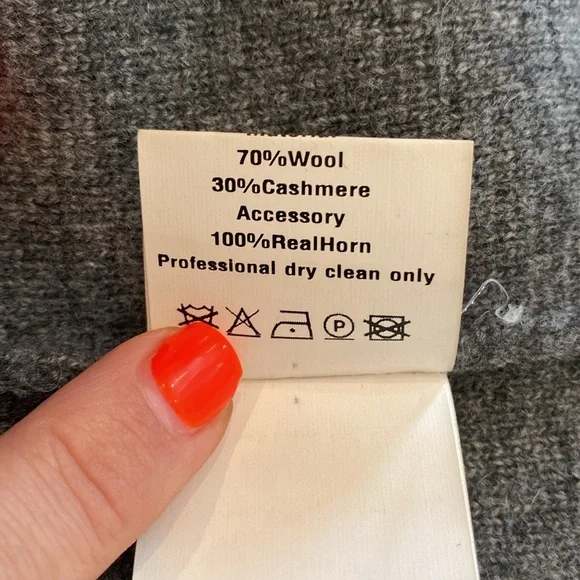 70%Wool
30%Cashmere
Accessory
100%RealHorn
Professional dry clean only
P